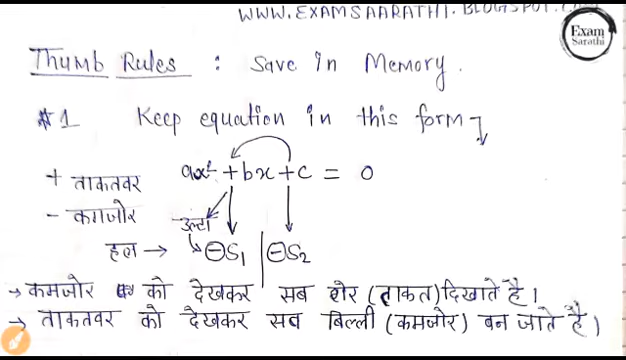 WWW.EXAMSAARATHI.BLOGSPOT.COM
Exam
Sarathi
Thumb Rules : Save in Memory.
#1 Keep equation in this form
ax²+bx+c = 0
+ ताकतवर
- कमजोर
उल्टा
हल → ⊖S₁ | ⊖S₂
→ कमजोर को देखकर सब शेर (ताकत) दिखाते है।
→ ताकतवर को देखकर सब बिल्ली (कमजोर) बन जाते है।